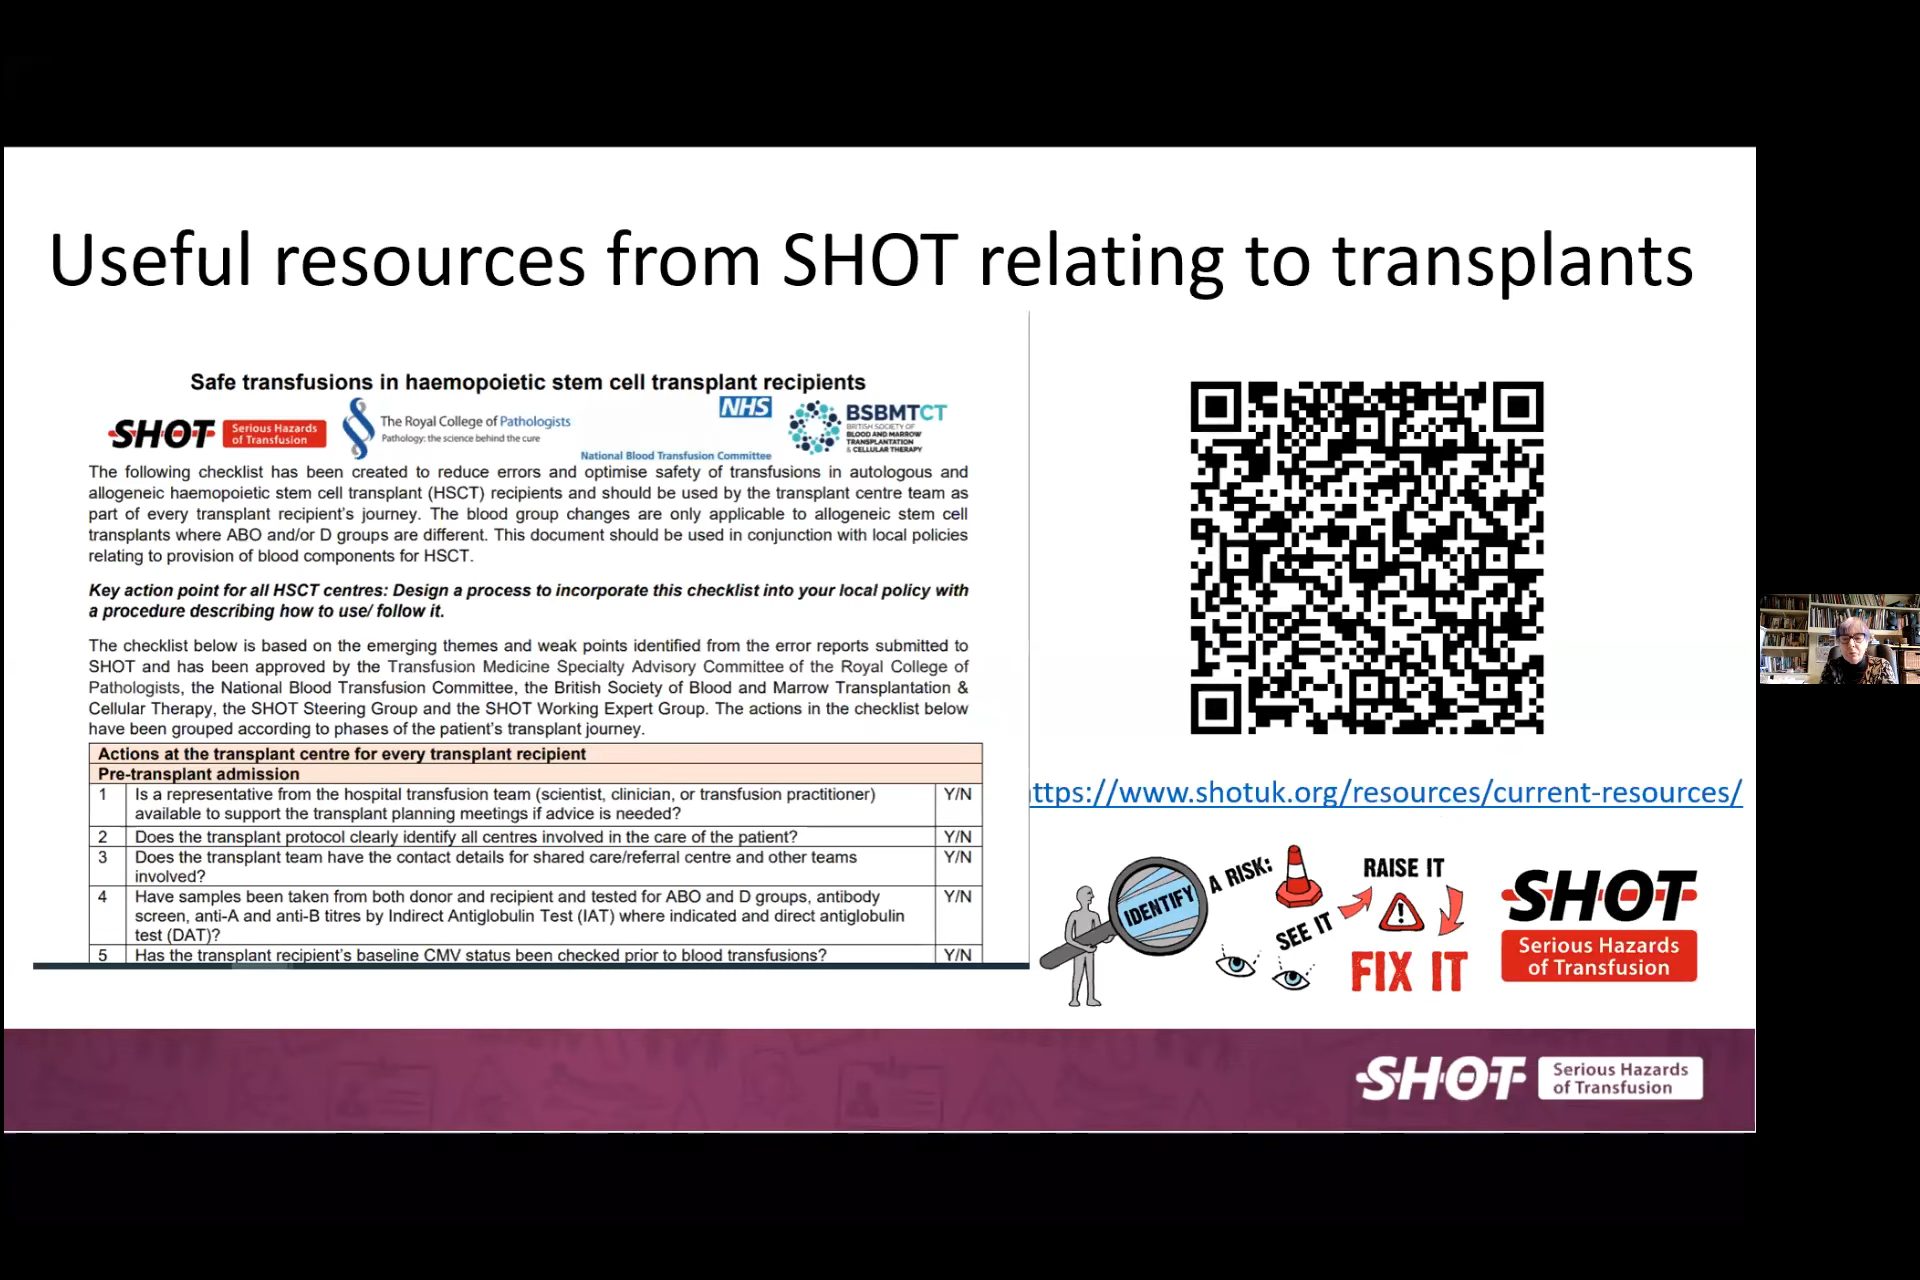 Useful resources from SHOT relating to transplants
Safe transfusions in haemopoietic stem cell transplant recipients
SHOT Serious Hazards
of Transfusion
The Royal College of Pathologists
Pathology: the science behind the cure
NHS
National Blood Transfusion Committee
BSBMTCT
BRITISH SOCIETY OF
BLOOD AND MARROW
TRANSPLANTATION
& CELLULAR THERAPY
The following checklist has been created to reduce errors and optimise safety of transfusions in autologous and
allogeneic haemopoietic stem cell transplant (HSCT) recipients and should be used by the transplant centre team as
part of every transplant recipient's journey. The blood group changes are only applicable to allogeneic stem cell
transplants where ABO and/or D groups are different. This document should be used in conjunction with local policies
relating to provision of blood components for HSCT.
Key action point for all HSCT centres: Design a process to incorporate this checklist into your local policy with
a procedure describing how to use/ follow it.
The checklist below is based on the emerging themes and weak points identified from the error reports submitted to
SHOT and has been approved by the Transfusion Medicine Specialty Advisory Committee of the Royal College of
Pathologists, the National Blood Transfusion Committee, the British Society of Blood and Marrow Transplantation &
Cellular Therapy, the SHOT Steering Group and the SHOT Working Expert Group. The actions in the checklist below
have been grouped according to phases of the patient's transplant journey.
Actions at the transplant centre for every transplant recipient
Pre-transplant admission
1 Is a representative from the hospital transfusion team (scientist, clinician, or transfusion practitioner) Y/N
available to support the transplant planning meetings if advice is needed?
2 Does the transplant protocol clearly identify all centres involved in the care of the patient? Y/N
3 Does the transplant team have the contact details for shared care/referral centre and other teams Y/N
involved?
4 Have samples been taken from both donor and recipient and tested for ABO and D groups, antibody Y/N
screen, anti-A and anti-B titres by Indirect Antiglobulin Test (IAT) where indicated and direct antiglobulin
test (DAT)?
5 Has the transplant recipient's baseline CMV status been checked prior to blood transfusions? Y/N
ttps://www.shotuk.org/resources/current-resources/
IDENTIFY
A RISK:
SEE IT
RAISE IT
FIX IT
SHOT
Serious Hazards
of Transfusion
SHOT Serious Hazards
of Transfusion